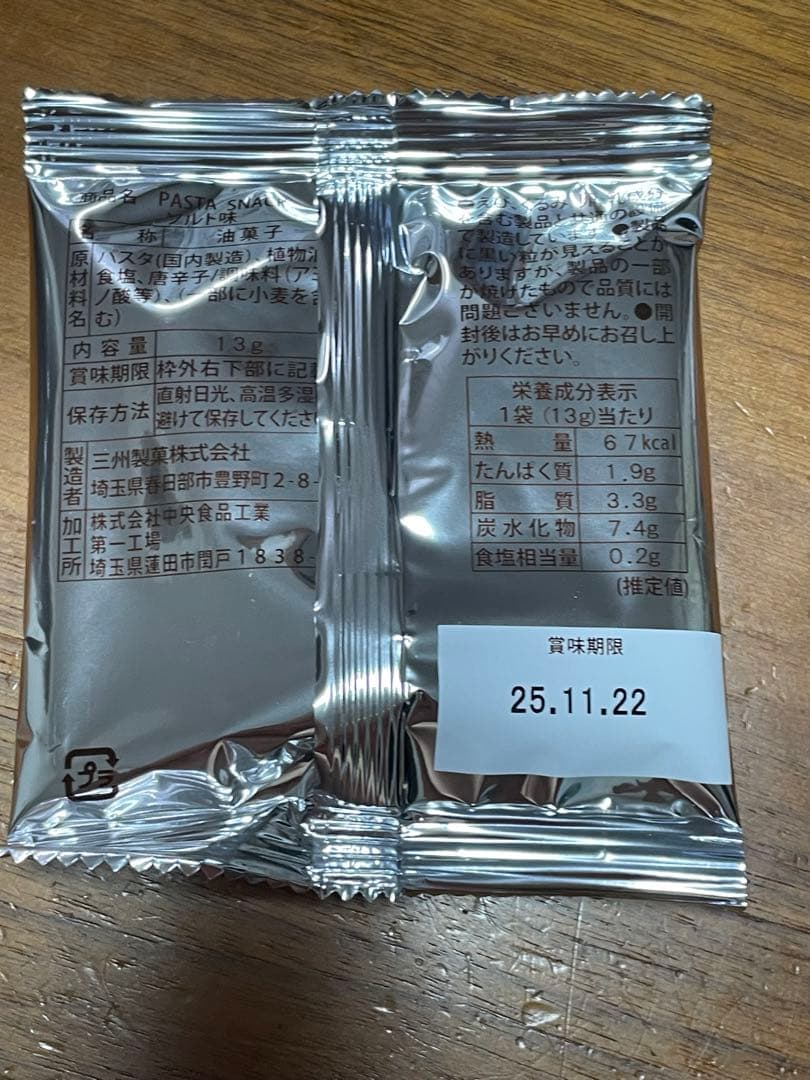 商品名 PASTA SNACK
ソルト味
名称 油菓子
原材料名 パスタ(国内製造)、植物油
食塩、唐辛子/調味料(アミ
ノ酸等)、(一部に小麦を含
む)
内容量 13g
賞味期限 枠外右下部に記載
保存方法 直射日光、高温多湿
避けて保存してくださ
製造者 三州製菓株式会社
埼玉県春日部市豊野町2-8-
加工所 株式会社中央食品工業
第一工場
埼玉県蓮田市閏戸1838-
で製造しています。●製品
に黒い粒が見えることが
ありますが、製品の一部
が焼けたもので品質には
問題ございません。●開
封後はお早めにお召し上
がりください。
栄養成分表示
1袋(13g)当たり
熱量 67kcal
たんぱく質 1.9g
脂質 3.3g
炭水化物 7.4g
食塩相当量 0.2g
(推定値)
賞味期限
25.11.22
プラ